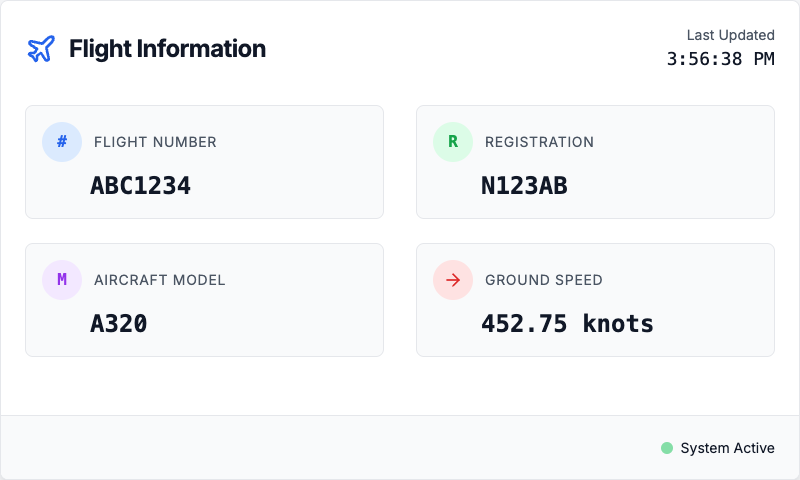 Flight Information
Last Updated
3:56:38 PM
# FLIGHT NUMBER
ABC1234
R REGISTRATION
N123AB
M AIRCRAFT MODEL
A320
→ GROUND SPEED
452.75 knots
System Active